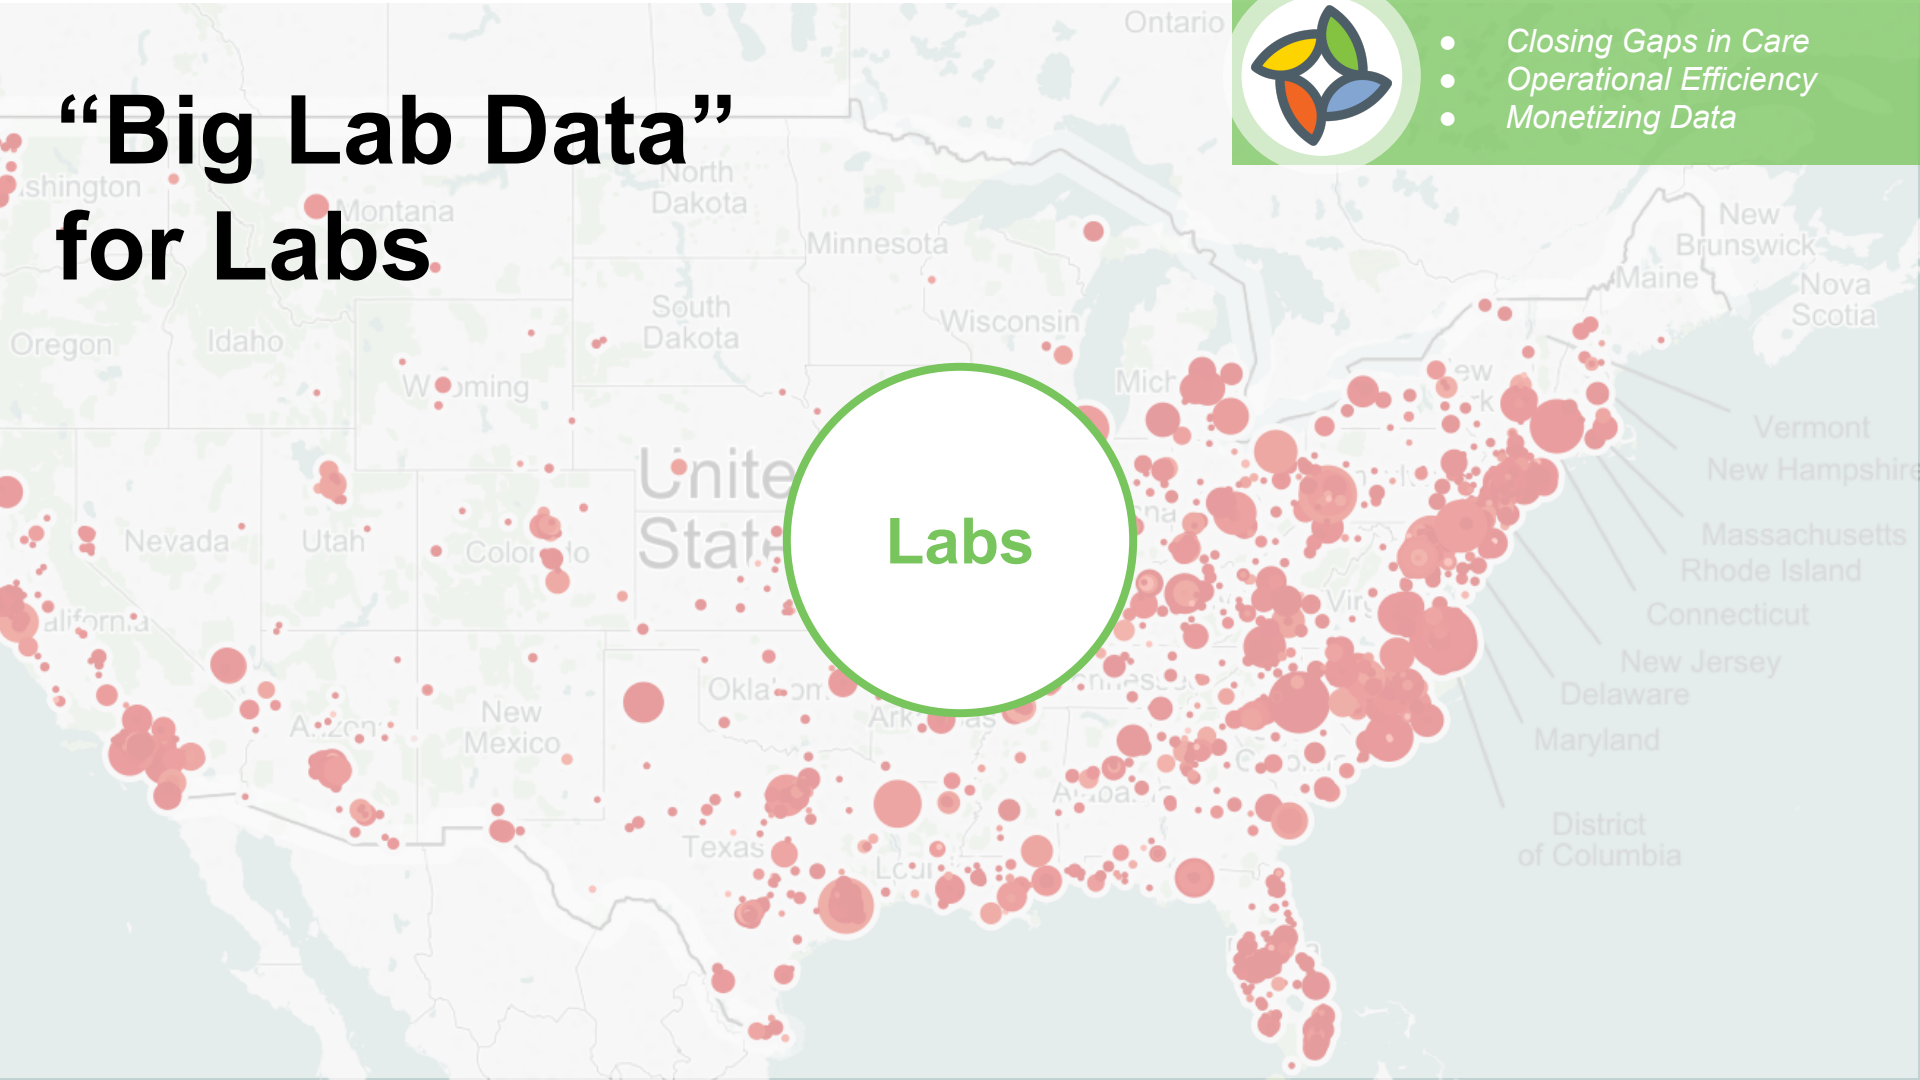 “Big Lab Data”
for Labs
Closing Gaps in Care
Operational Efficiency
Monetizing Data
Labs
Ontario
North
Dakota
Montana
Minnesota
New
Brunswick
Maine
Nova
Scotia
South
Dakota
Wisconsin
Oregon
Idaho
Vermont
New Hampshire
Nevada
Utah
Massachusetts
Rhode Island
Connecticut
New Jersey
Delaware
Maryland
New
Mexico
Texas
District
of Columbia